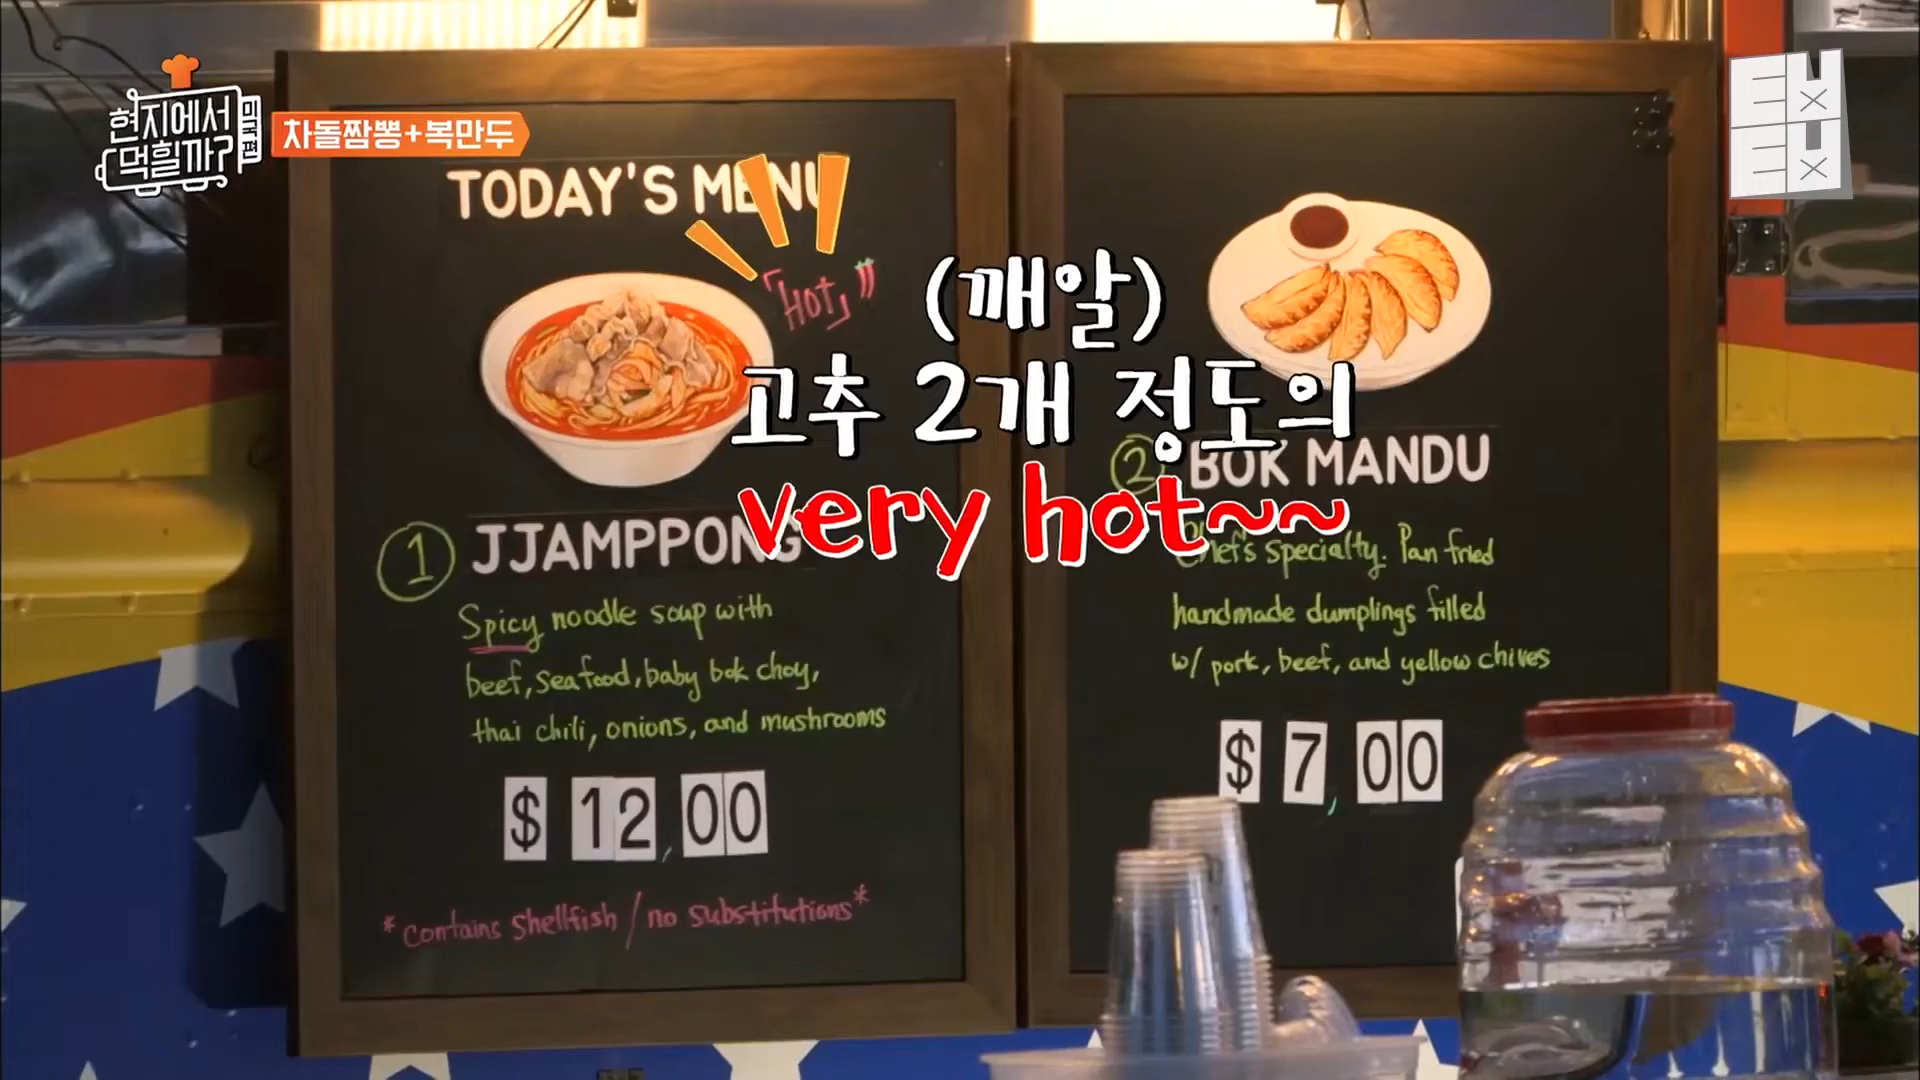 현지에서
먹힐까?
미국편
차돌짬뽕+복만두
TODAY'S MENU
「Hot」
(깨알)
고추 2개 정도의
very hot~~
1 JJAMPPONG
Spicy noodle soup with
beef, seafood, baby bok choy,
thai chili, onions, and mushrooms
$ 12,00
*contains shellfish / no substitutions*
2 BOK MANDU
Chef's specialty. Pan fried
handmade dumplings filled
w/ pork, beef, and yellow chives
$ 7,00